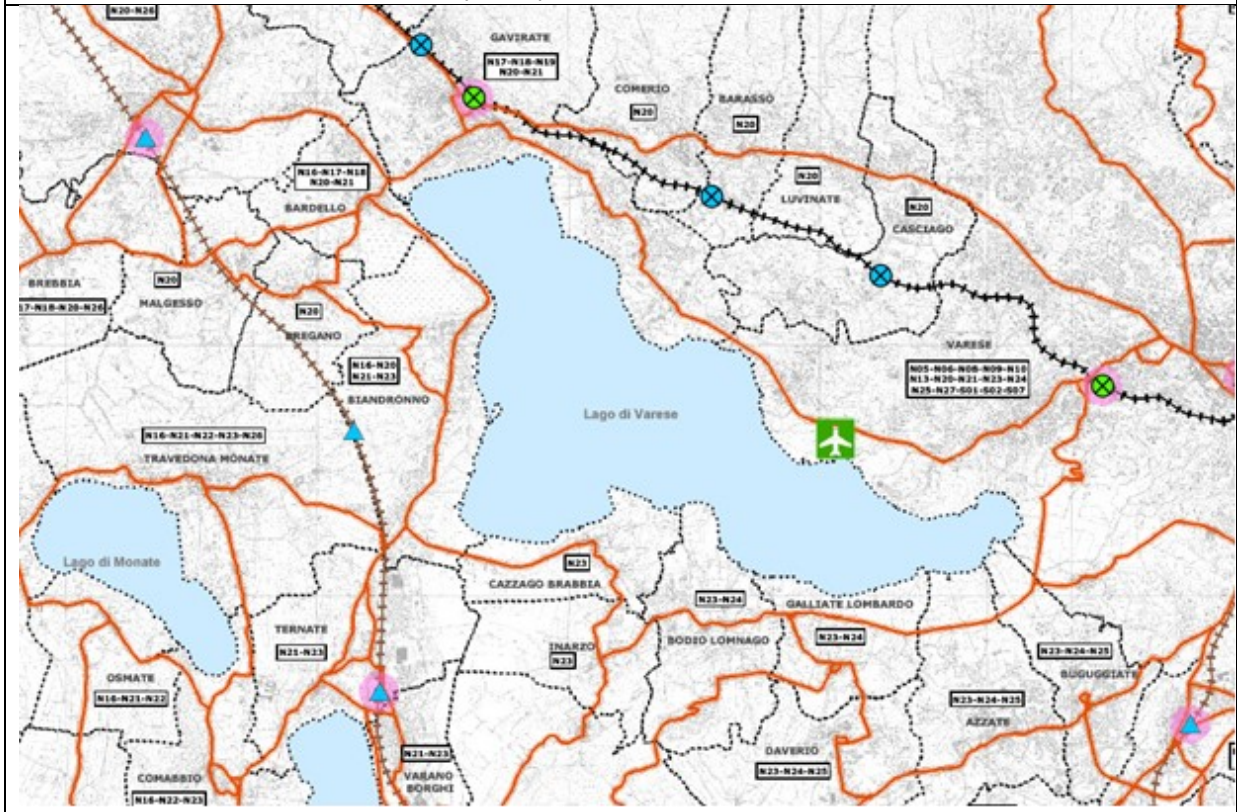 N20-N26
GAVIRATE
N17-N18-N19
N20-N21
COMERIO
N20
BARASSO
N20
N16-N17-N18
N20-N21
BARDELLO
N20
LUVINATE
N20
CASCIAGO
BREBBIA
17-N18-N20-N26
N20
MALGESSO
N20
BREGANO
N16-N20
N21-N23
BIANDRONNO
VARESE
N05-N06-N08-N09-N10
N13-N20-N21-N23-N24
N25-N27-S01-S02-S07
Lago di Varese
N16-N21-N22-N23-N26
TRAVEDONA MONATE
Lago di Monate
N23
CAZZAGO BRABBIA
N23-N24
GALLIATE LOMBARDO
TERNATE
N21-N23
INARZO
N23
BODIO LOMNAGO
N23-N24
N23-N24-N25
BUGUGGIATE
OSMATE
N16-N21-N22
N23-N24-N25
AZZATE
N21-N23
VARANO
BORGHI
DAVERIO
N23-N24-N25
COMABBIO
N16-N22-N23